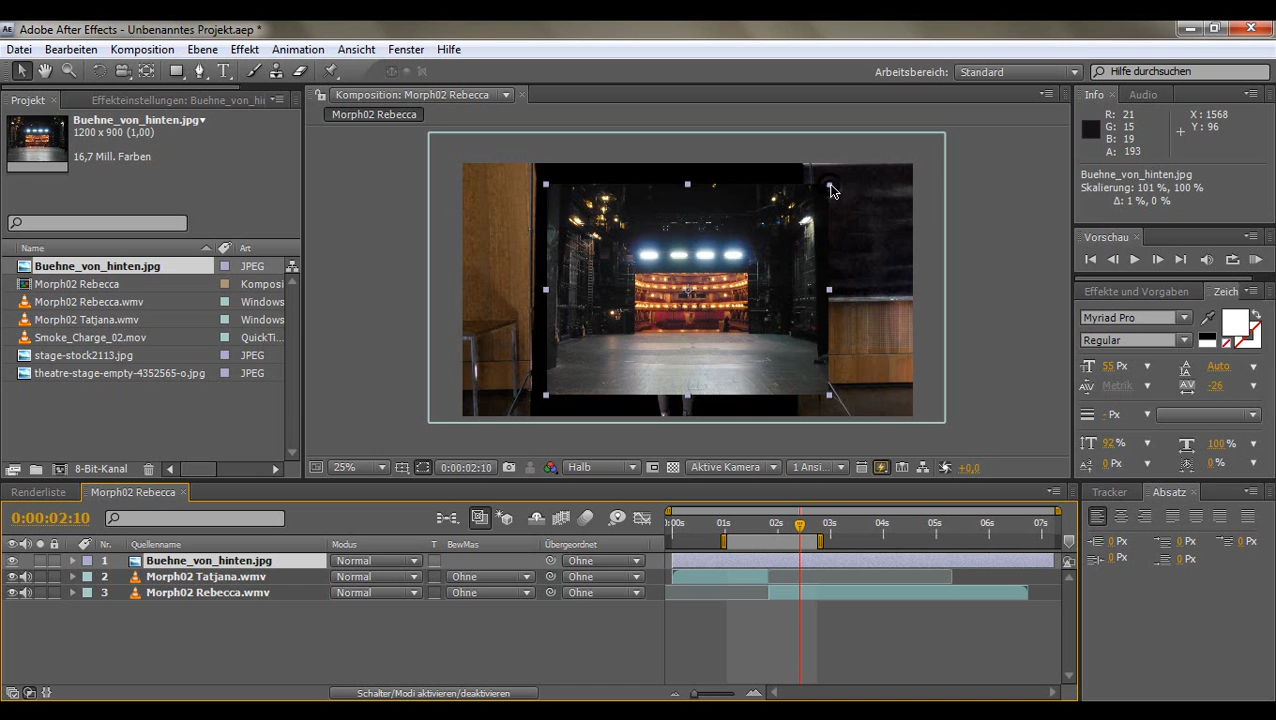 Adobe After Effects - Unbenanntes Projekt.aep *
Datei Bearbeiten Komposition Ebene Effekt Animation Ansicht Fenster Hilfe
Arbeitsbereich: Standard Hilfe durchsuchen
Projekt Effekteinstellungen: Buehne_von_hii
Buehne_von_hinten.jpg▾
1200 x 900 (1,00)
16,7 Mill. Farben
Name Art
Buehne_von_hinten.jpg JPEG
Morph02 Rebecca Komposi
Morph02 Rebecca.wmv Windows
Morph02 Tatjana.wmv Windows
Smoke_Charge_02.mov QuickTi...
stage-stock2113.jpg JPEG
theatre-stage-empty-4352565-o.jpg JPEG
8-Bit-Kanal
Komposition: Morph02 Rebecca
Morph02 Rebecca
25% 0:00:02:10 Halb Aktive Kamera 1 Ansi... +0,0
Info Audio
R: 21 X: 1568
G: 15 Y: 96
B: 19
A: 193
Buehne_von_hinten.jpg
Skalierung: 101 %, 100 %
Δ: 1 %, 0 %
Vorschau
Effekte und Vorgaben Zeich
Myriad Pro
Regular
55 Px Auto
Metrik -26
- Px
92 % 100 %
0 Px 0 %
Renderliste Morph02 Rebecca
0:00:02:10
:00s 01s 02s 03s 04s 05s 06s 07s
Nr. Quellenname Modus T BewMas Übergeordnet
1 Buehne_von_hinten.jpg Normal Ohne
2 Morph02 Tatjana.wmv Normal Ohne Ohne
3 Morph02 Rebecca.wmv Normal Ohne Ohne
Schalter/Modi aktivieren/deaktivieren
Tracker Absatz
0 Px 0 Px 0 Px
0 Px 0 Px